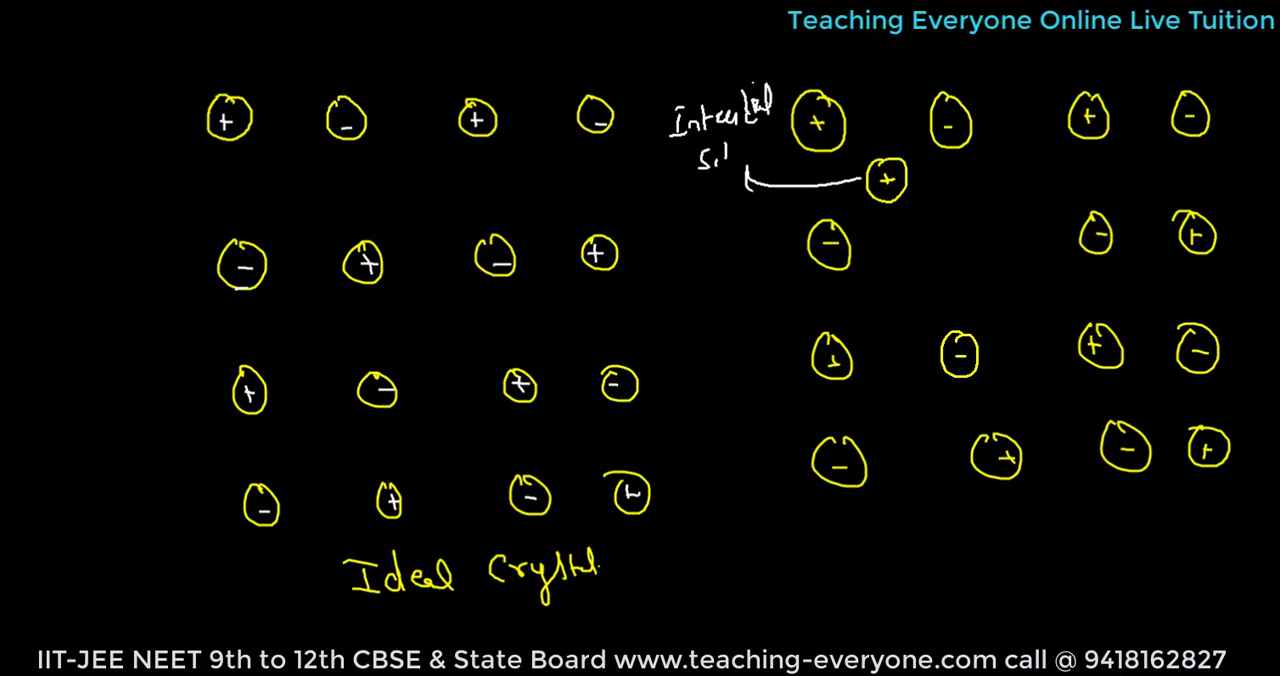 Teaching Everyone Online Live Tuition
+ - + - + - + -
+
- + - + - - +
+ - + - + - + -
- + - + - + - +
Ideal Crystal
IIT-JEE NEET 9th to 12th CBSE & State Board www.teaching-everyone.com call @ 9418162827